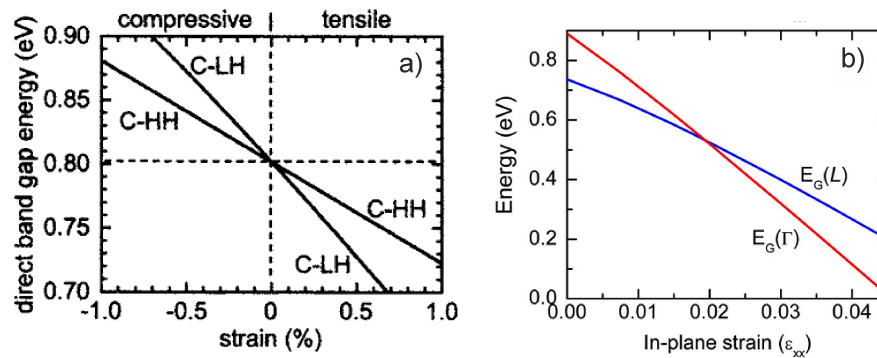 compressive tensile
a)
direct band gap energy (eV)
0.90
0.85
0.80
0.75
0.70
C-LH
C-HH
C-HH
C-LH
-1.0 -0.5 0.0 0.5 1.0
strain (%)
b)
Energy (eV)
0.8
0.6
0.4
0.2
0.0
E_G(L)
E_G(Γ)
0.00 0.01 0.02 0.03 0.04
In-plane strain (ε_xx)